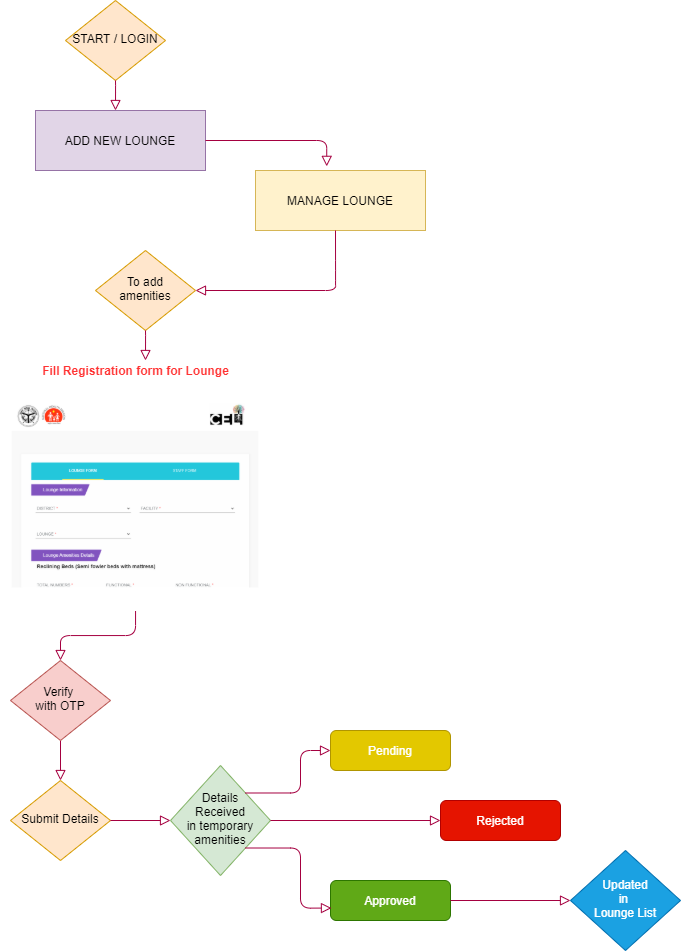 START / LOGIN
ADD NEW LOUNGE
MANAGE LOUNGE
To add
amenities
Fill Registration form for Lounge
CEL
LOUNGE FORM
STAFF FORM
Lounge Information
DISTRICT *
FACILITY *
LOUNGE *
Lounge Amenities Details
Reclining Beds (Semi fowler beds with mattress)
TOTAL NUMBERS *
FUNCTIONAL *
NON FUNCTIONAL *
Verify
with OTP
Submit Details
Details
Received
in temporary
amenities
Pending
Rejected
Approved
Updated
in
Lounge List